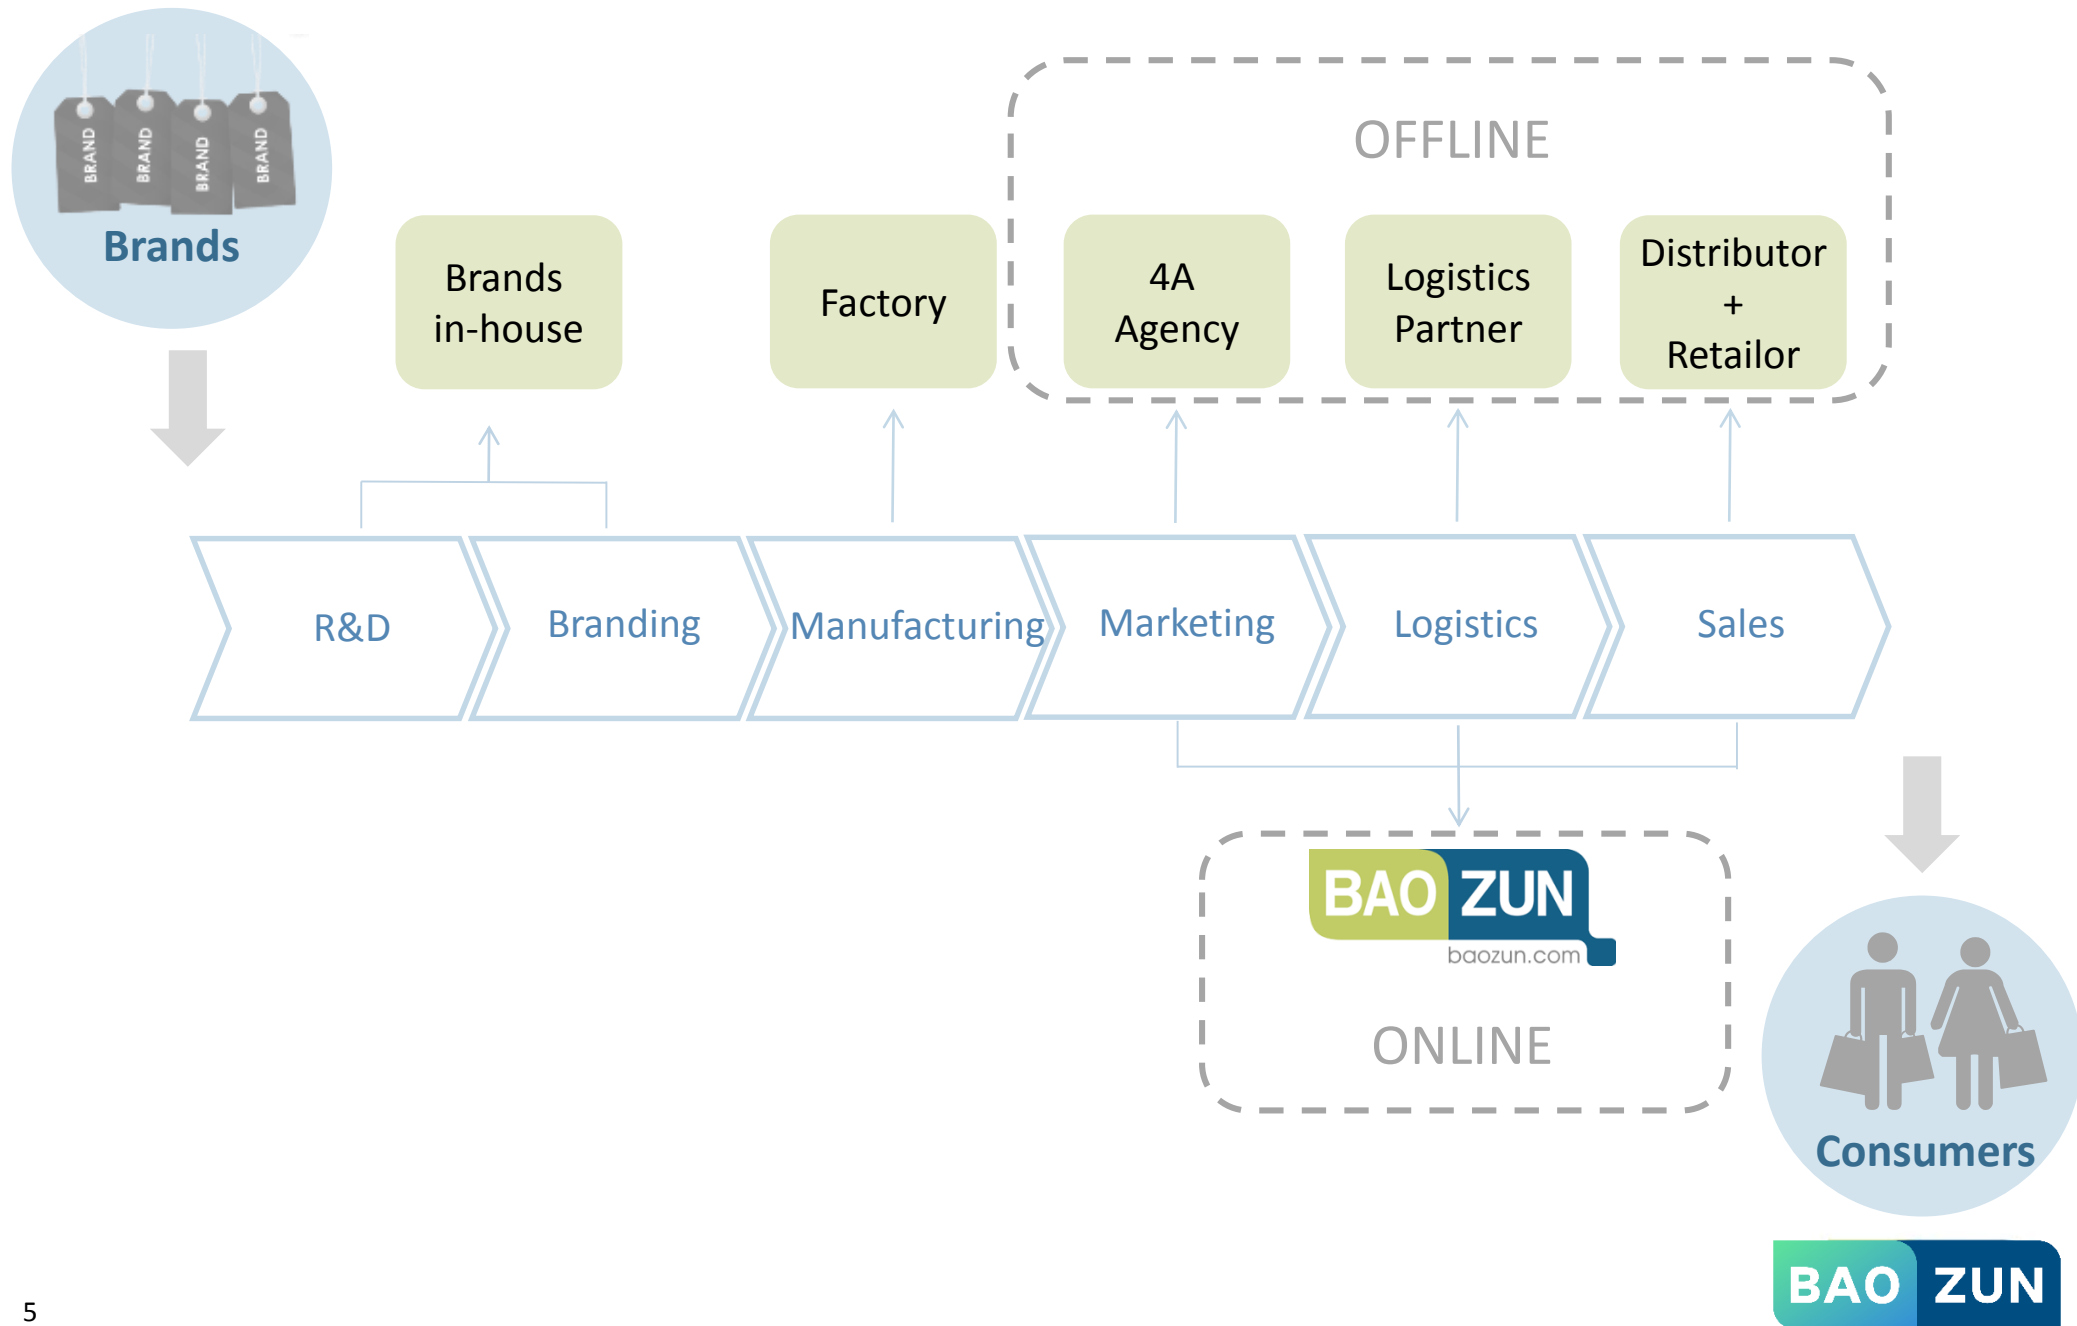 BRAND
BRAND
BRAND
BRAND
Brands
OFFLINE
Brands
in-house
Factory
4A
Agency
Logistics
Partner
Distributor
+
Retailor
R&D
Branding
Manufacturing
Marketing
Logistics
Sales
BAO ZUN
baozun.com
ONLINE
Consumers
BAO ZUN
5